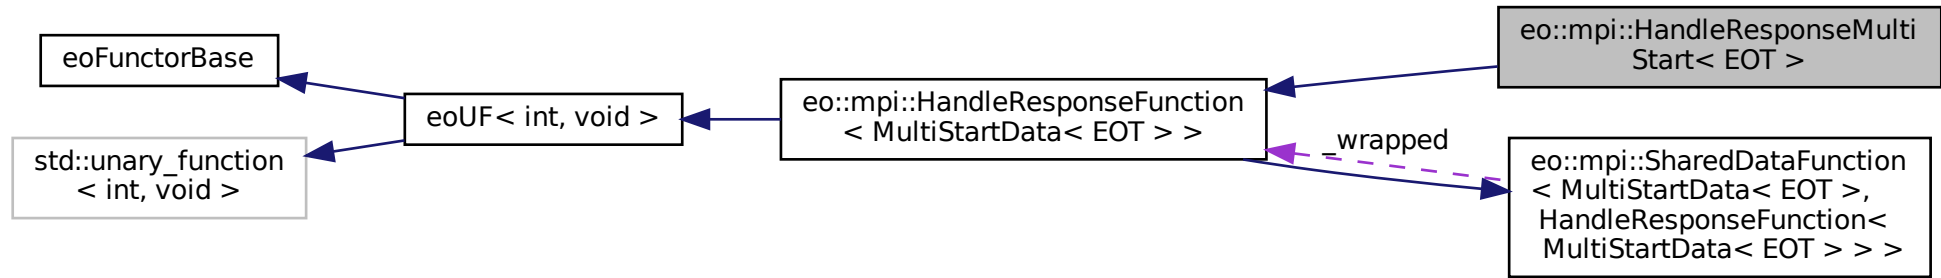 eoFunctorBase
std::unary_function
< int, void >
eoUF< int, void >
eo::mpi::HandleResponseFunction
< MultiStartData< EOT > >
eo::mpi::HandleResponseMulti
Start< EOT >
_wrapped
eo::mpi::SharedDataFunction
< MultiStartData< EOT >,
HandleResponseFunction<
MultiStartData< EOT > > >